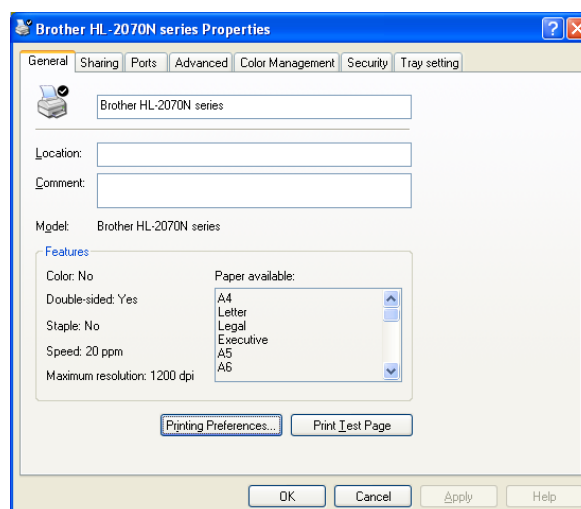 Brother HL-2070N series Properties
General Sharing Ports Advanced Color Management Security Tray setting
Brother HL-2070N series
Location:
Comment:
Model: Brother HL-2070N series
Features
Color: No
Paper available:
Double-sided: Yes
Staple: No
Speed: 20 ppm
Maximum resolution: 1200 dpi
A4
Letter
Legal
Executive
A5
A6
Printing Preferences... Print Test Page
OK Cancel Apply Help